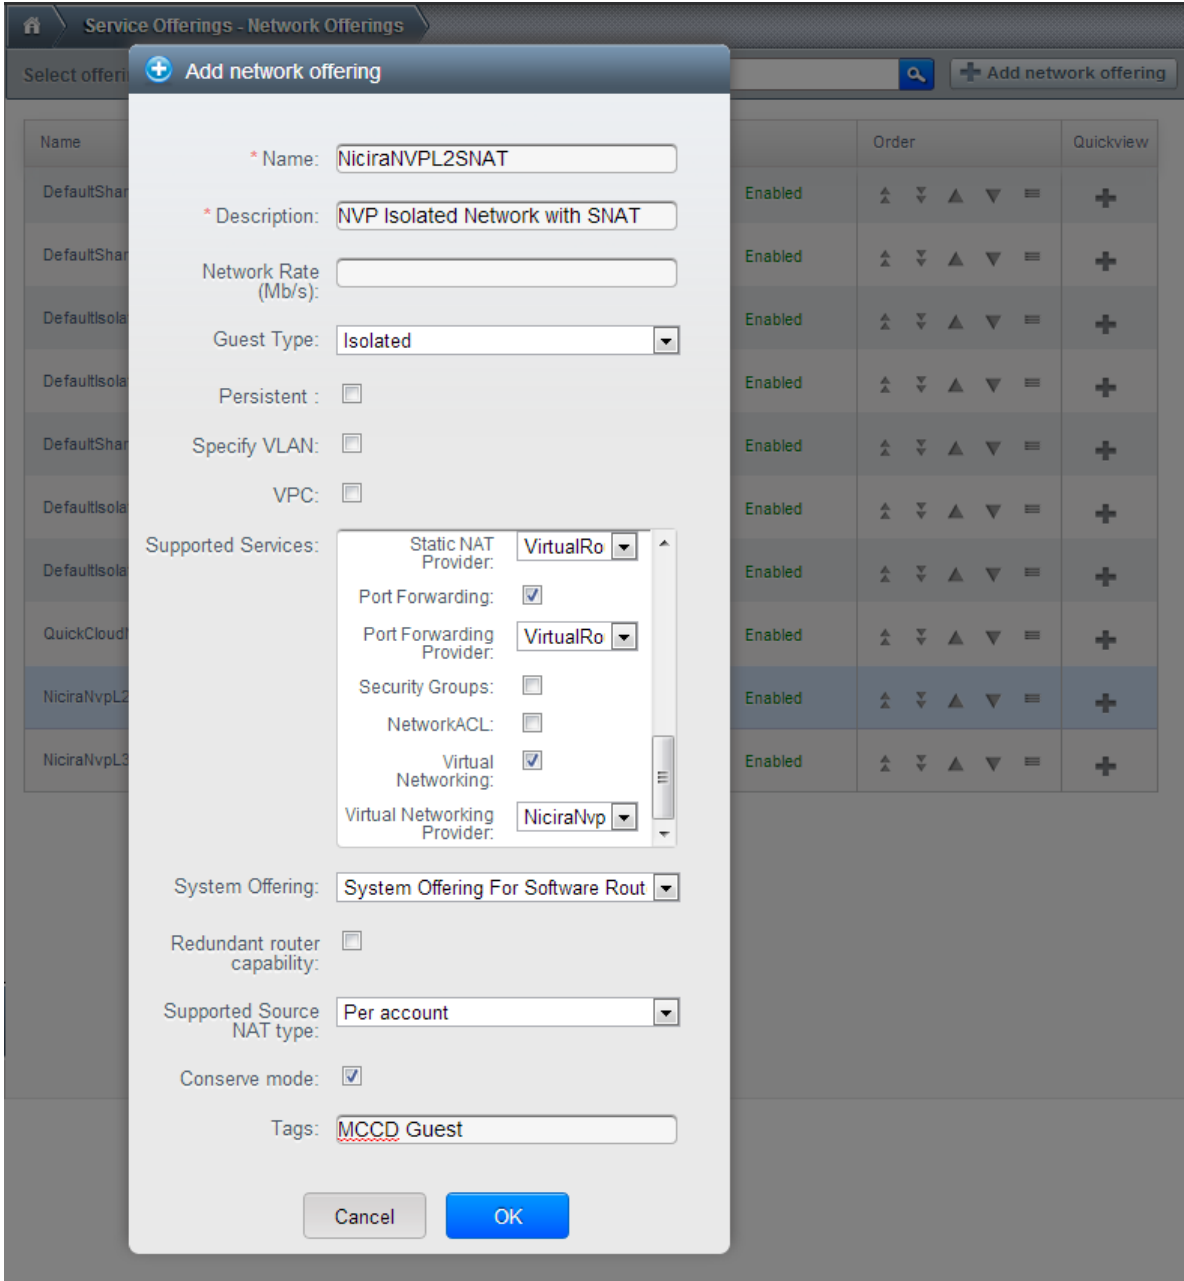 Service Offerings - Network Offerings
Select offeri
Add network offering
Add network offering
Name
Order
Quickview
DefaultShar
Enabled
DefaultShar
Enabled
DefaultIsola
Enabled
DefaultIsola
Enabled
DefaultShar
Enabled
DefaultIsola
Enabled
DefaultIsola
Enabled
QuickCloudN
Enabled
NiciraNvpL2
Enabled
NiciraNvpL3
Enabled
* Name: NiciraNVPL2SNAT
* Description: NVP Isolated Network with SNAT
Network Rate
(Mb/s):
Guest Type: Isolated
Persistent :
Specify VLAN:
VPC:
Supported Services:
Static NAT
Provider: VirtualRo
Port Forwarding:
Port Forwarding
Provider: VirtualRo
Security Groups:
NetworkACL:
Virtual
Networking:
Virtual Networking
Provider: NiciraNvp
System Offering: System Offering For Software Rout
Redundant router
capability:
Supported Source
NAT type: Per account
Conserve mode:
Tags: MCCD Guest
Cancel
OK